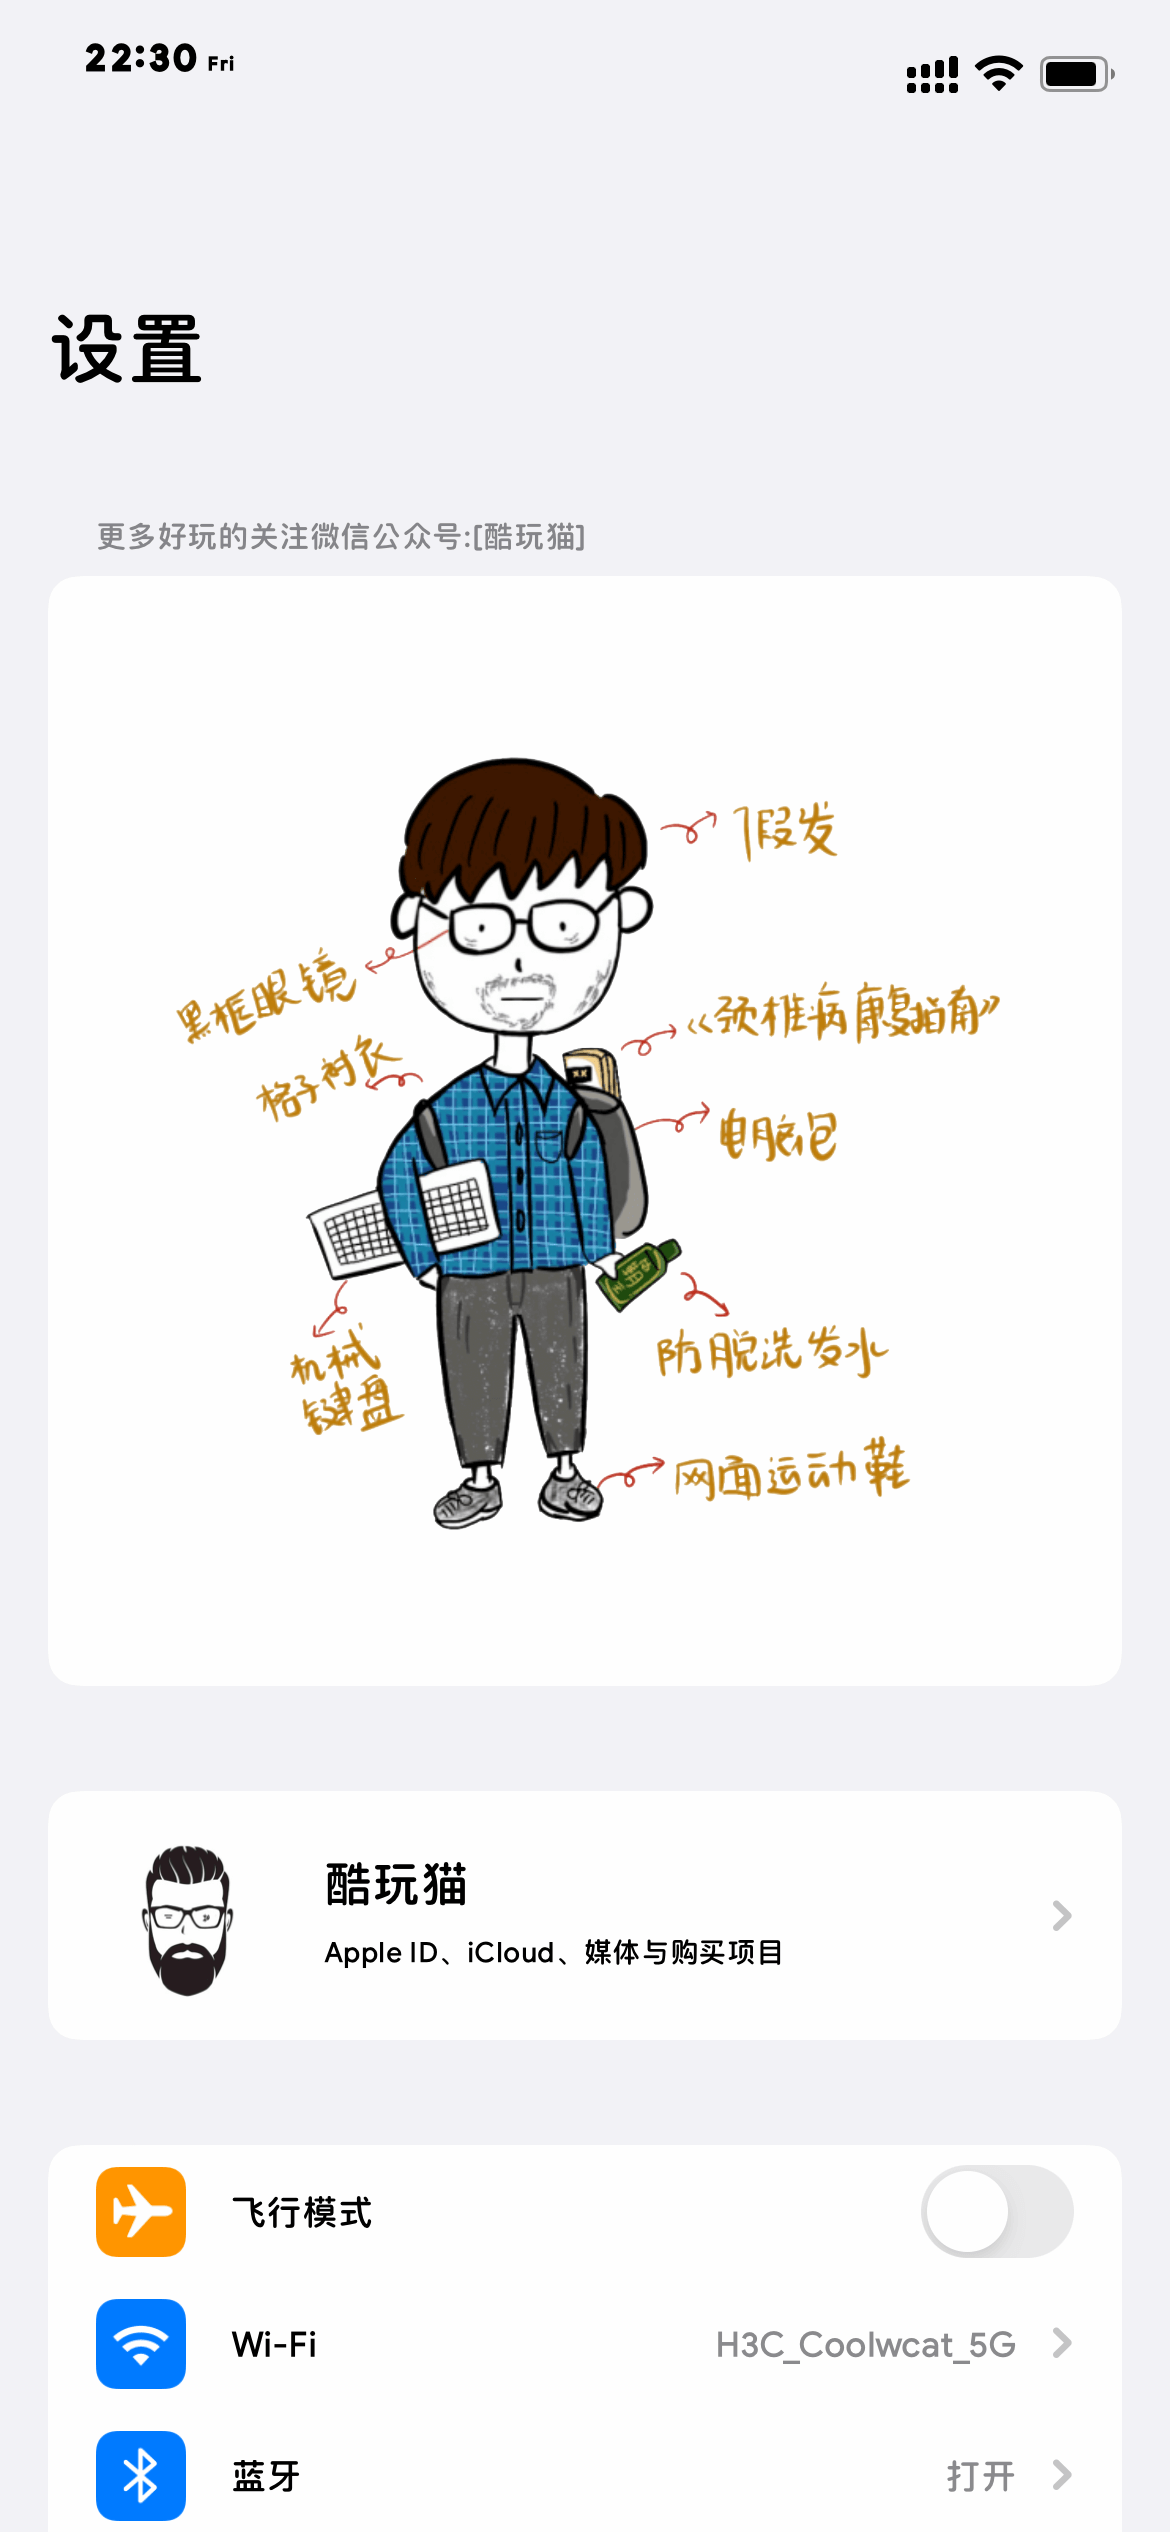 22:30 Fri
设置
更多好玩的关注微信公众号:[酷玩猫]
假发
黑框眼镜
《颈椎病康复指南》
格子衬衣
电脑包
机械
键盘
防脱洗发水
网面运动鞋
酷玩猫
Apple ID、iCloud、媒体与购买项目
飞行模式
Wi-Fi
H3C_Coolwcat_5G
蓝牙
打开